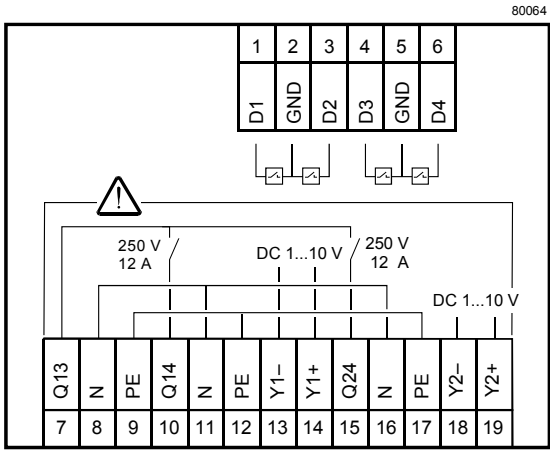 80064
1 2 3 4 5 6
D1 GND D2 D3 GND D4
250 V
12 A
DC 1...10 V
250 V
12 A
DC 1...10 V
Q13 N PE Q14 N PE Y1– Y1+ Q24 N PE Y2– Y2+
7 8 9 10 11 12 13 14 15 16 17 18 19